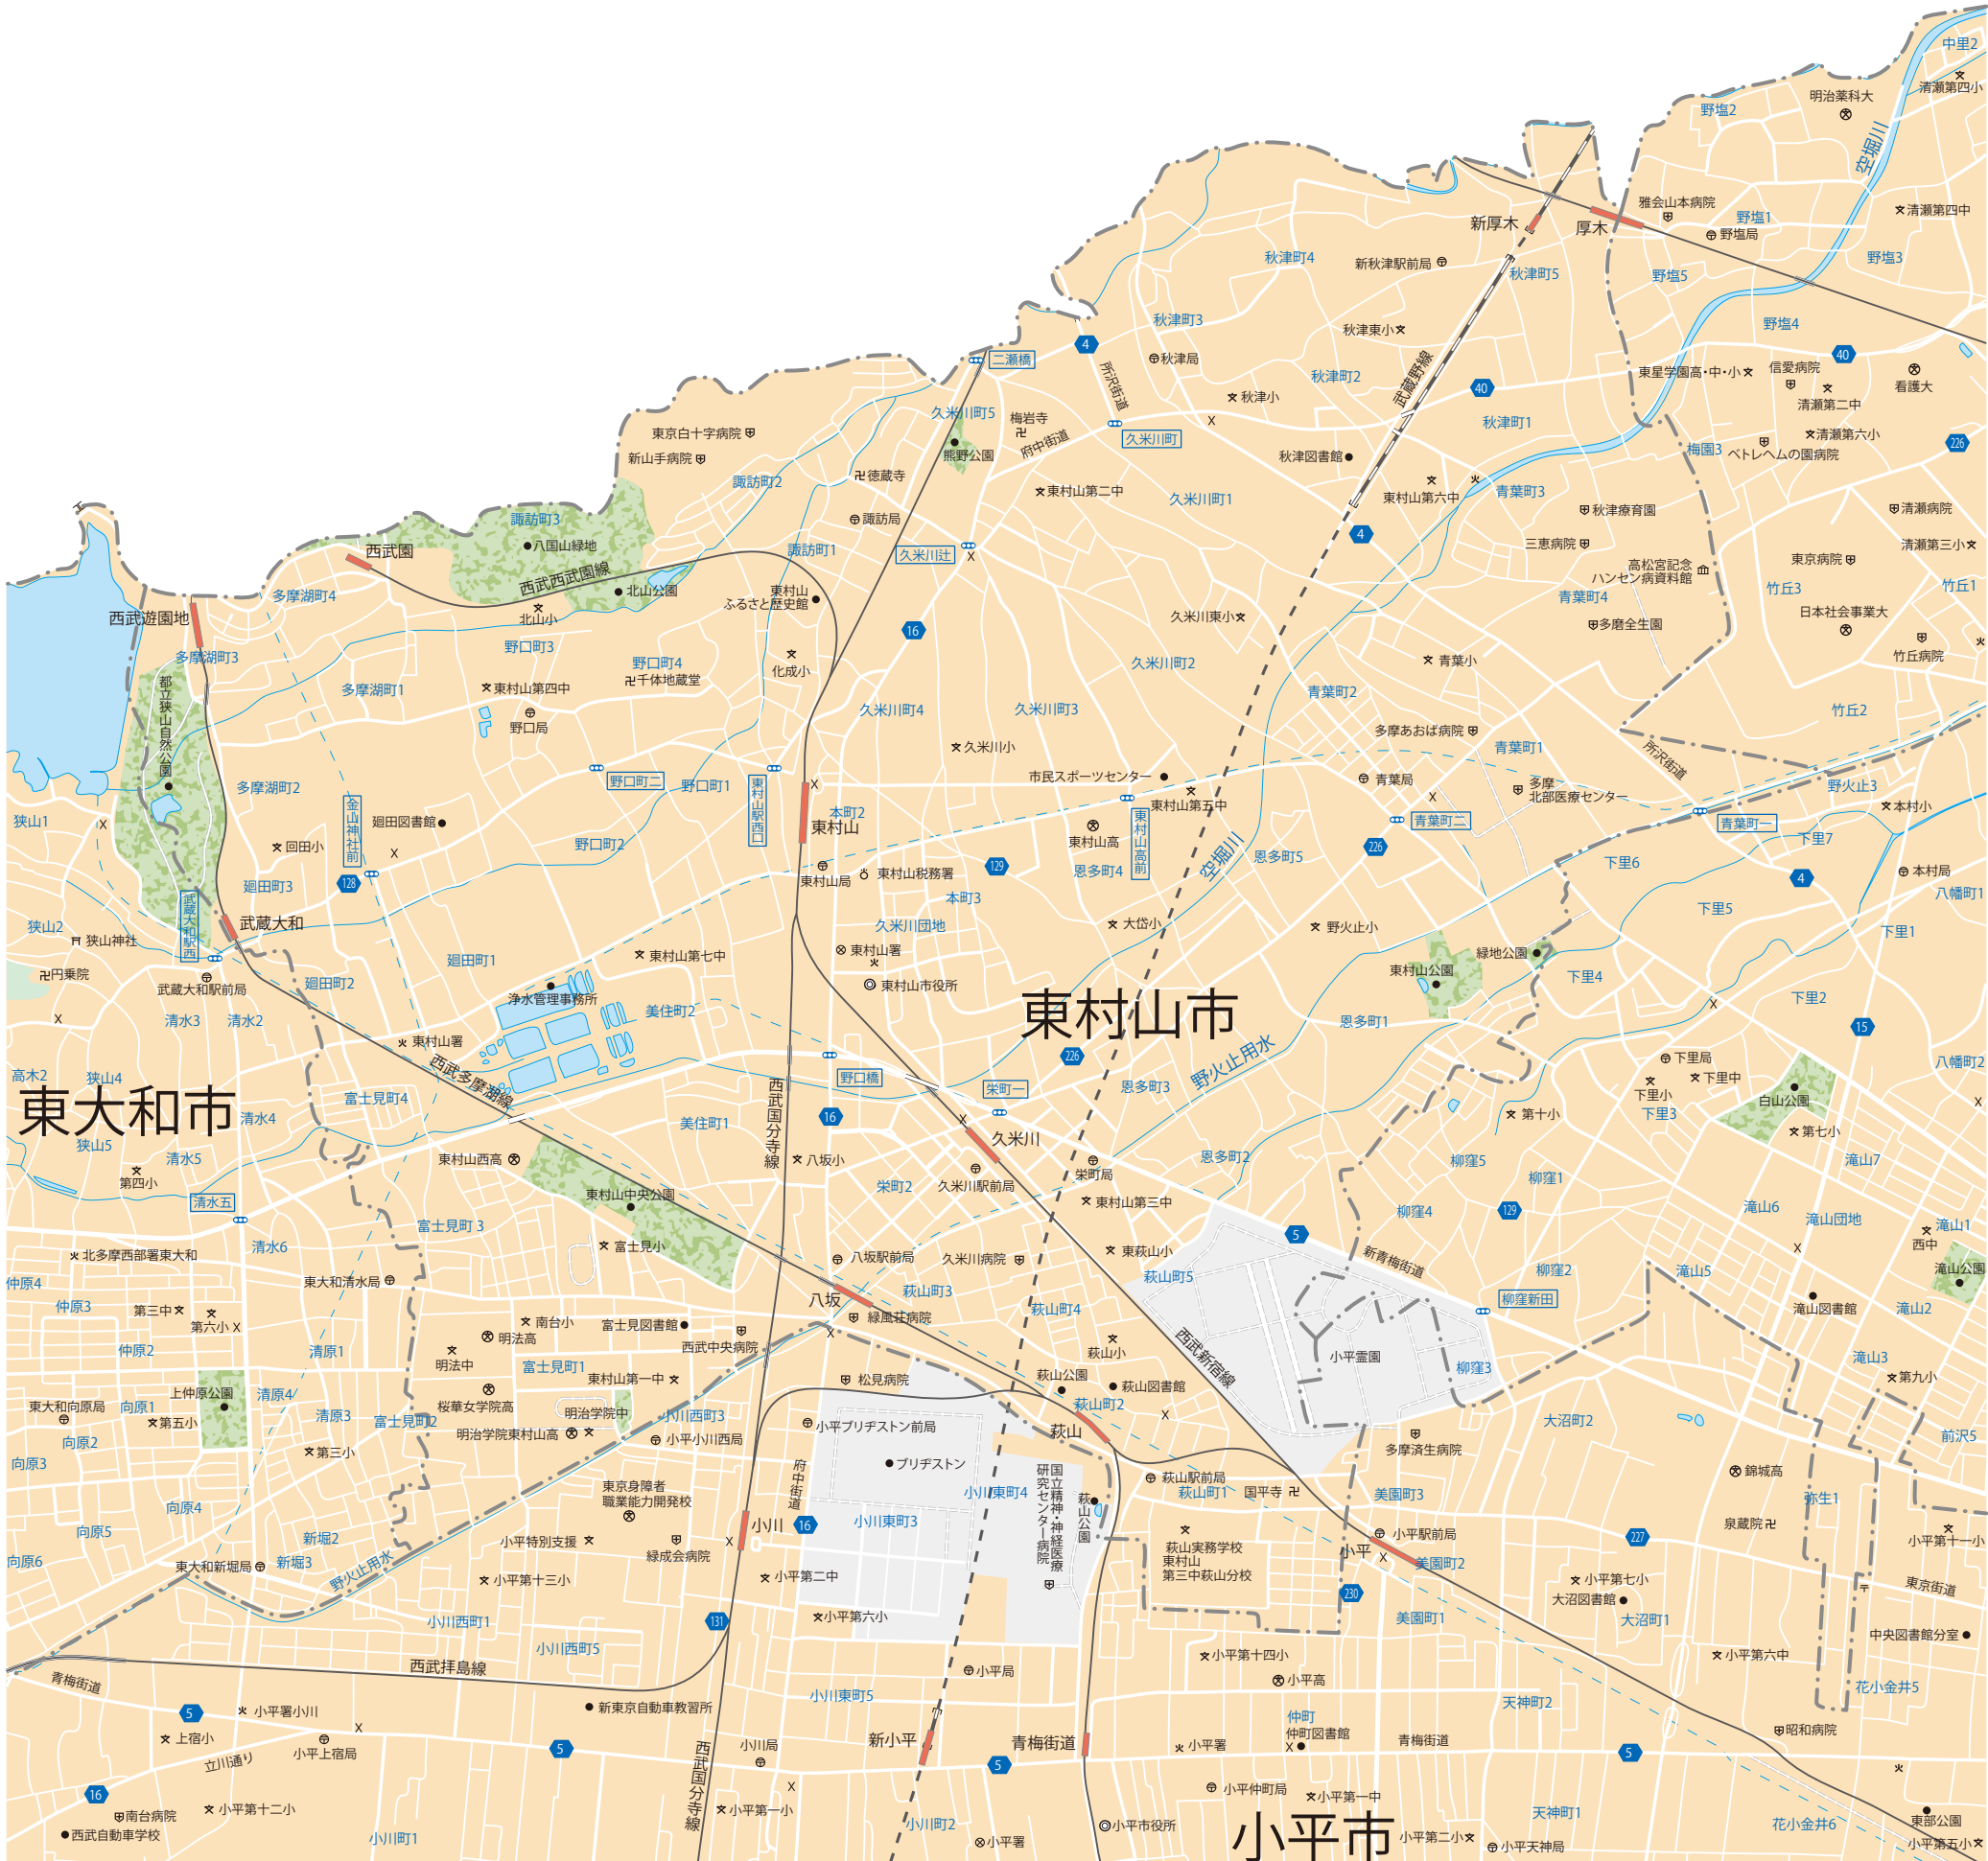 中里2
清瀬第四小
明治薬科大
野塩2
空堀川
雅会山本病院
清瀬第四中
新厚木
厚木
野塩1
野塩局
秋津町4
新秋津駅前局
秋津町5
野塩5
野塩3
秋津町3
秋津東小
野塩4
4
二瀬橋
秋津局
所沢街道
秋津町2
武蔵野線
40
40
東星学園高・中・小
信愛病院
看護大
清瀬第二中
秋津小
久米川町5
梅岩寺
秋津町1
東京白十字病院
府中街道
久米川町
清瀬第六小
226
梅園3
ベトレヘムの園病院
新山手病院
熊野公園
秋津図書館
徳蔵寺
諏訪町2
東村山第二中
久米川町1
東村山第六中
青葉町3
秋津療育園
清瀬病院
諏訪町3
諏訪局
4
八国山緑地
西武園
諏訪町1
久米川辻
三恵病院
清瀬第三小
東京病院
高松宮記念
ハンセン病資料館
西武西武園線
竹丘3
竹丘1
多摩湖町4
北山公園
東村山
ふるさと歴史館
北山小
青葉町4
西武遊園地
16
久米川東小
日本社会事業大
多磨全生園
野口町3
竹丘病院
多摩湖町3
野口町4
化成小
久米川町2
青葉小
千体地蔵堂
都立狭山自然公園
多摩湖町1
東村山第四中
青葉町2
野口局
久米川町4
久米川町3
竹丘2
多摩あおば病院
久米川小
青葉町1
所沢街道
市民スポーツセンター
青葉局
多摩
北部医療センター
野火止3
多摩湖町2
野口町二
野口町1
東村山駅西口
東村山第五中
本村小
金山神社前
狭山1
廻田図書館
本町2
東村山
東村山高
東村山高前
青葉町二
青葉町一
下里7
回田小
野口町2
226
空堀川
恩多町5
下里6
128
東村山局
東村山税務署
129
恩多町4
本村局
4
廻田町3
本町3
八幡町1
武蔵大和駅西
狭山2
武蔵大和
久米川団地
大岱小
野火止小
下里5
下里1
狭山神社
東村山署
緑地公園
円乗院
廻田町1
東村山第七中
東村山公園
下里4
武蔵大和駅前局
廻田町2
浄水管理事務所
東村山市役所
下里2
清水3
清水2
美住町2
東村山市
恩多町1
15
東村山署
226
野火止用水
下里局
八幡町2
高木2
狭山4
西武多摩湖線
野口橋
栄町一
恩多町3
下里小
下里中
東大和市
富士見町4
西武国分寺線
16
白山公園
清水4
美住町1
第十小
下里3
第七小
狭山5
久米川
清水5
東村山西高
八坂小
栄町局
恩多町2
柳窪5
滝山7
第四小
清水五
東村山中央公園
栄町2
久米川駅前局
柳窪1
東村山第三中
富士見町 3
柳窪4
129
滝山6
滝山団地
滝山1
清水6
富士見小
東萩山小
5
西中
北多摩西部署東大和
八坂駅前局
久米川病院
新青梅街道
滝山公園
仲原4
東大和清水局
萩山町5
柳窪2
滝山5
八坂
萩山町3
仲原3
第三中
第六小
萩山町4
柳窪新田
滝山図書館
滝山2
緑風荘病院
南台小
富士見図書館
明法高
西武中央病院
仲原2
清原1
明法中
萩山小
西武新宿線
小平霊園
滝山3
富士見町1
柳窪3
東村山第一中
松見病院
萩山公園
萩山図書館
第九小
上仲原公園
清原4
桜華女学院高
萩山町2
東大和向原局
向原1
第五小
清原3
富士見町2
明治学院中
小川西町3
小平ブリヂストン前局
大沼町2
明治学院東村山高
小平小川西局
萩山
向原2
第三小
多摩済生病院
前沢5
向原3
ブリヂストン
府中街道
国立精神・神経医療
研究センター病院
萩山駅前局
錦城高
東京身障者
職業能力開発校
小川東町4
萩山公園
萩山町1
国平寺
美園町3
弥生1
向原4
小川
16
小川東町3
泉蔵院
向原5
新堀2
小平特別支援
緑成会病院
小平駅前局
227
小平第十一小
向原6
東大和新堀局
新堀3
野火止用水
萩山実務学校
東村山
第三中萩山分校
小平
美園町2
小平第十三小
小平第二中
230
小平第七小
東京街道
大沼図書館
小川西町1
131
小平第六小
美園町1
大沼町1
中央図書館分室
小川西町5
西武拝島線
小平第十四小
小平第六中
青梅街道
小平局
小平高
花小金井5
小川東町5
天神町2
5
小平署小川
新東京自動車教習所
仲町
仲町図書館
上宿小
小平上宿局
5
小川局
新小平
青梅街道
小平署
青梅街道
5
昭和病院
立川通り
5
西武国分寺線
16
小平仲町局
小平第一中
南台病院
小平第十二小
小平第一小
小平市役所
天神町1
東部公園
西武自動車学校
小川町1
小川町2
小平署
小平市
小平第二小
小平天神局
花小金井6
小平第五小